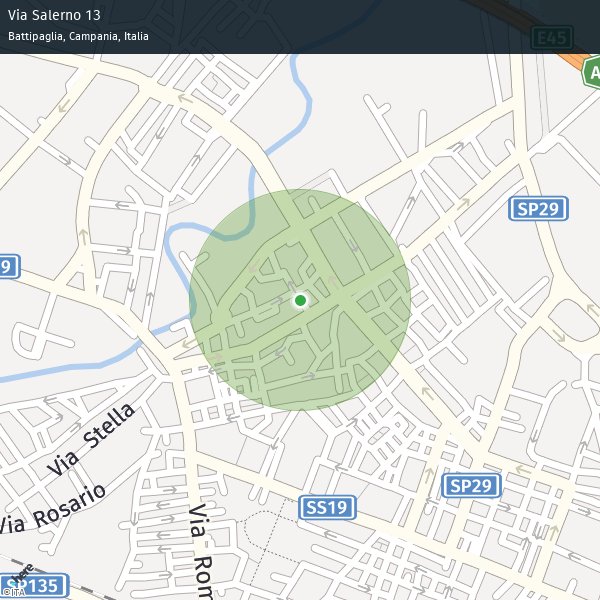 Via Salerno 13
Battipaglia, Campania, Italia
E45
A
SP29
9
Via Stella
Via Rosario
SP29
SS19
Via Rom
SP135
here
© ITA